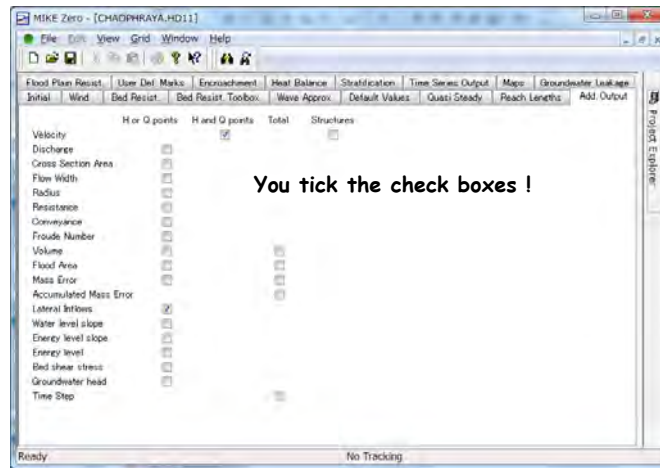 MIKE Zero - [CHAOPHRAYA.HD11]
File Edit View Grid Window Help
Flood Plain Resist. User Def. Marks Encroachment Heat Balance Stratification Time Series Output Maps Groundwater Leakage
Initial Wind Bed Resist. Bed Resist. Toolbox Wave Approx. Default Values Quasi Steady Reach Lengths Add. Output
Project Explorer
H or Q points H and Q points Total Structures
Velocity
Discharge
Cross Section Area
Flow Width
Radius
Resistance
Conveyance
Froude Number
Volume
Flood Area
Mass Error
Accumulated Mass Error
Lateral Inflows
Water level slope
Energy level slope
Energy level
Bed shear stress
Groundwater head
Time Step
You tick the check boxes !
Ready No Tracking